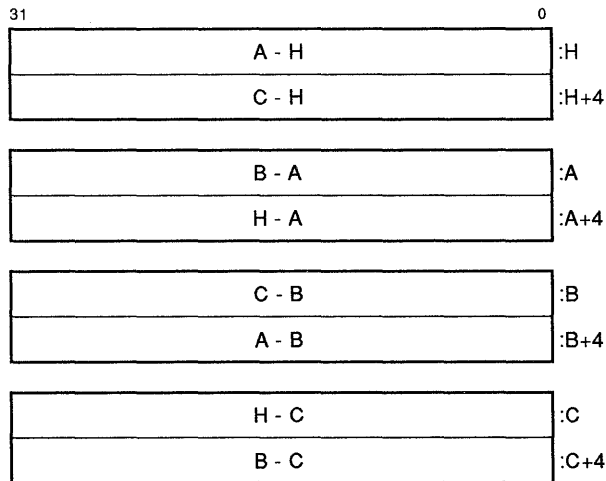 31 0
A - H :H
C - H :H+4
B - A :A
H - A :A+4
C - B :B
A - B :B+4
H - C :C
B - C :C+4